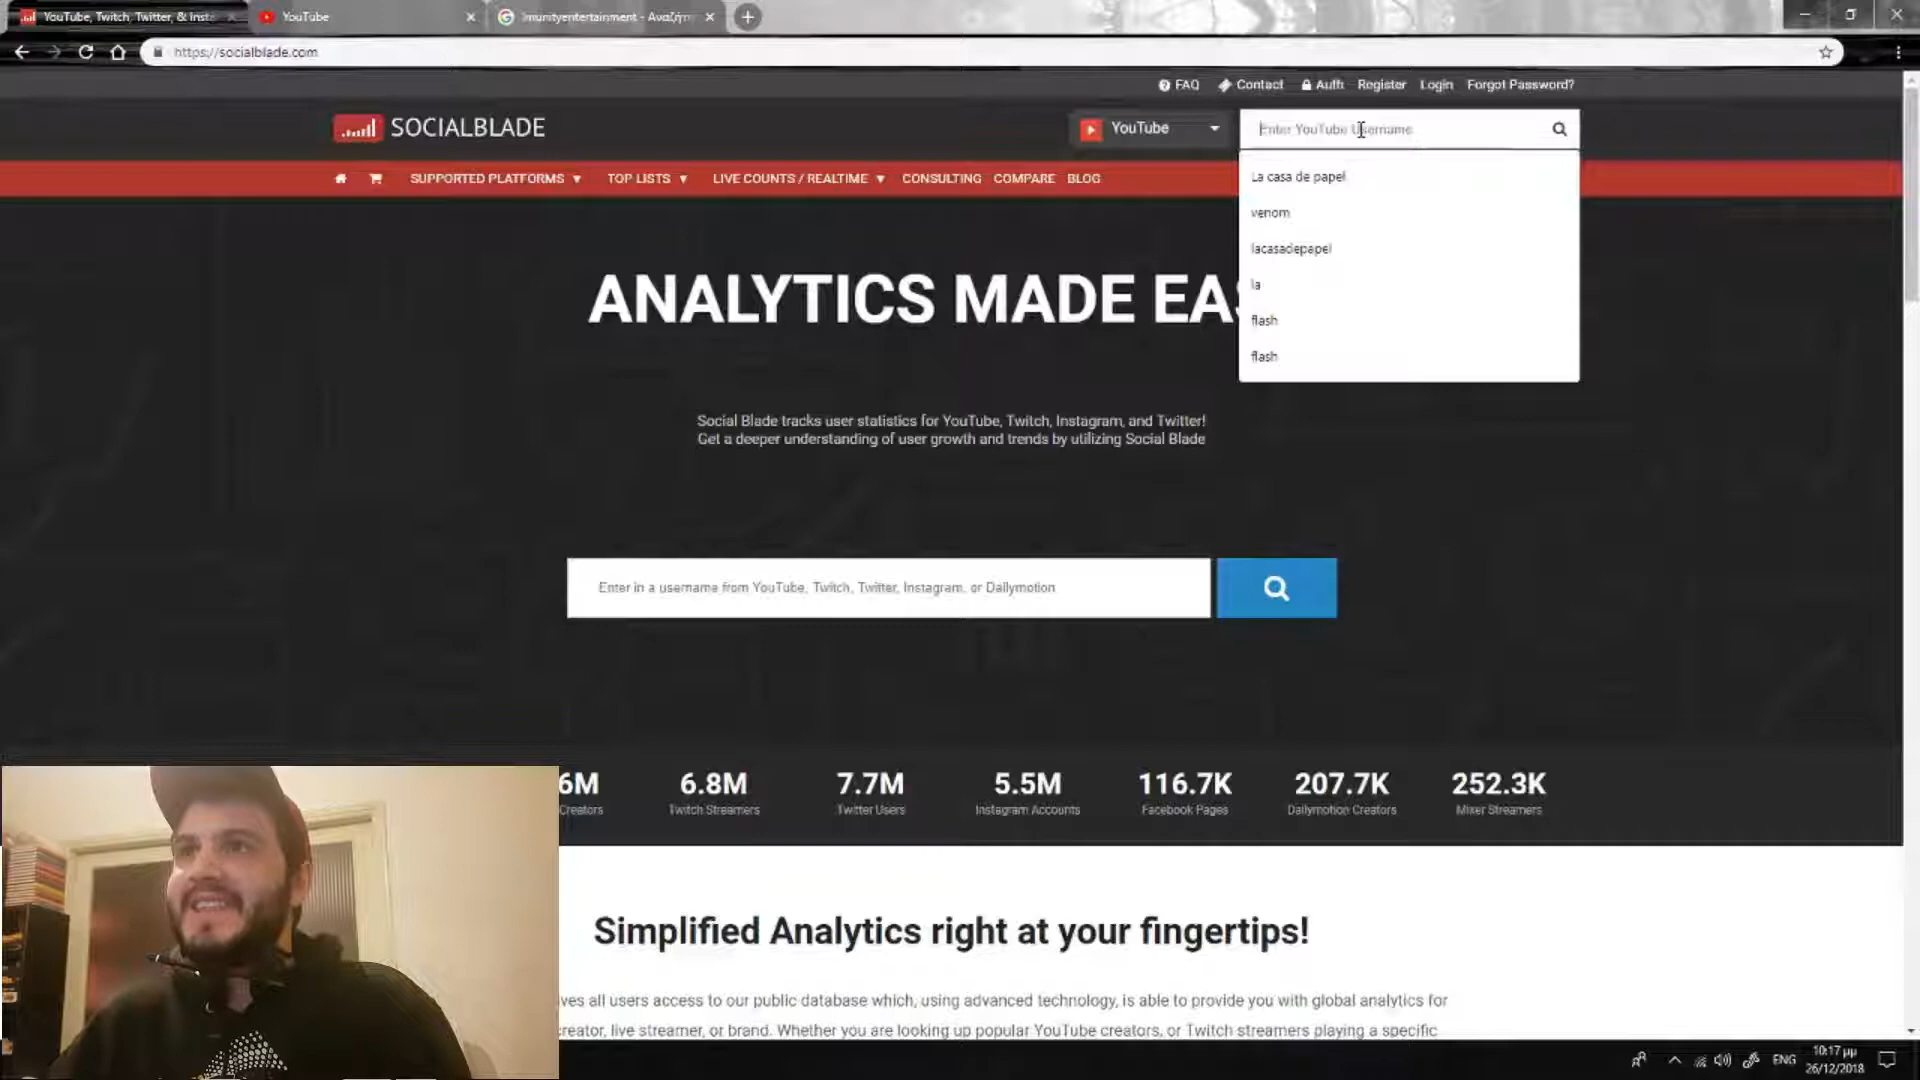 YouTube, Twitch, Twitter, & Insta
YouTube
munityentertainment - Αναζήτη
https://socialblade.com
FAQ
Contact
Auth
Register
Login
Forgot Password?
SOCIALBLADE
YouTube
Enter YouTube Username
SUPPORTED PLATFORMS
TOP LISTS
LIVE COUNTS / REALTIME
CONSULTING
COMPARE
BLOG
La casa de papel
venom
lacasadepapel
la
flash
flash
ANALYTICS MADE EAS
Social Blade tracks user statistics for YouTube, Twitch, Instagram, and Twitter!
Get a deeper understanding of user growth and trends by utilizing Social Blade
Enter in a username from YouTube, Twitch, Twitter, Instagram, or Dailymotion
6M
6.8M
7.7M
5.5M
116.7K
207.7K
252.3K
Creators
Twitch Streamers
Twitter Users
Instagram Accounts
Facebook Pages
Dailymotion Creators
Mixer Streamers
Simplified Analytics right at your fingertips!
ves all users access to our public database which, using advanced technology, is able to provide you with global analytics for
creator, live streamer, or brand. Whether you are looking up popular YouTube creators, or Twitch streamers playing a specific
ENG
10:17 μμ
26/12/2018